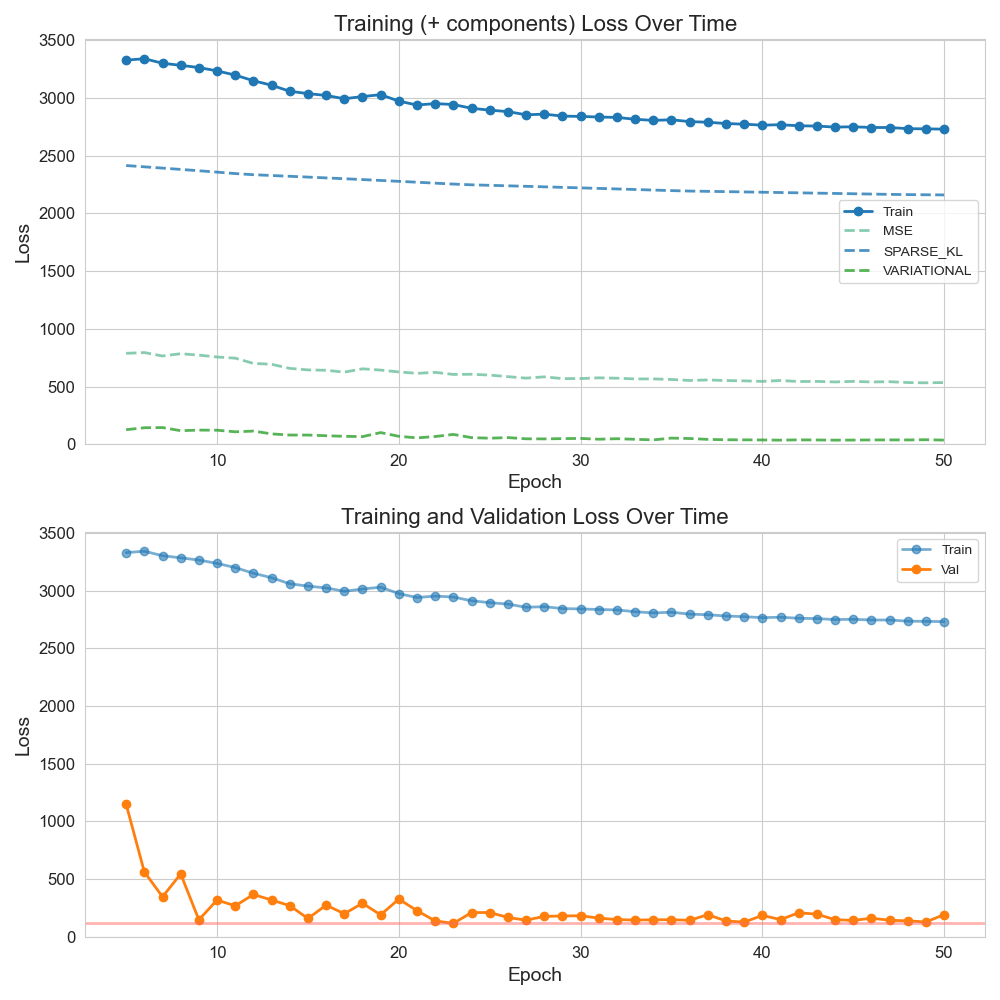 Training (+ components) Loss Over Time
3500
3000
2500
2000
1500
1000
500
0
Loss
Train
MSE
SPARSE_KL
VARIATIONAL
10 20 30 40 50
Epoch
Training and Validation Loss Over Time
3500
3000
2500
2000
1500
1000
500
0
Loss
Train
Val
10 20 30 40 50
Epoch